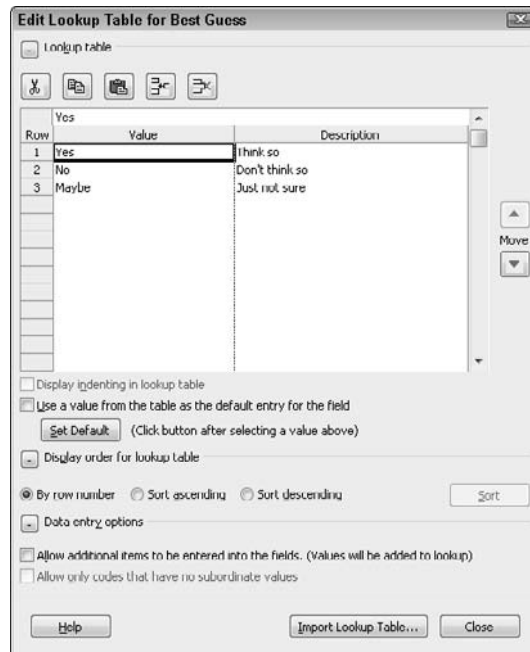 Edit Lookup Table for Best Guess
Lookup table
Yes
Row Value Description
1 Yes Think so
2 No Don't think so
3 Maybe Just not sure
Move
Display indenting in lookup table
Use a value from the table as the default entry for the field
Set Default (Click button after selecting a value above)
Display order for lookup table
By row number Sort ascending Sort descending Sort
Data entry options
Allow additional items to be entered into the fields. (Values will be added to lookup)
Allow only codes that have no subordinate values
Help Import Lookup Table... Close